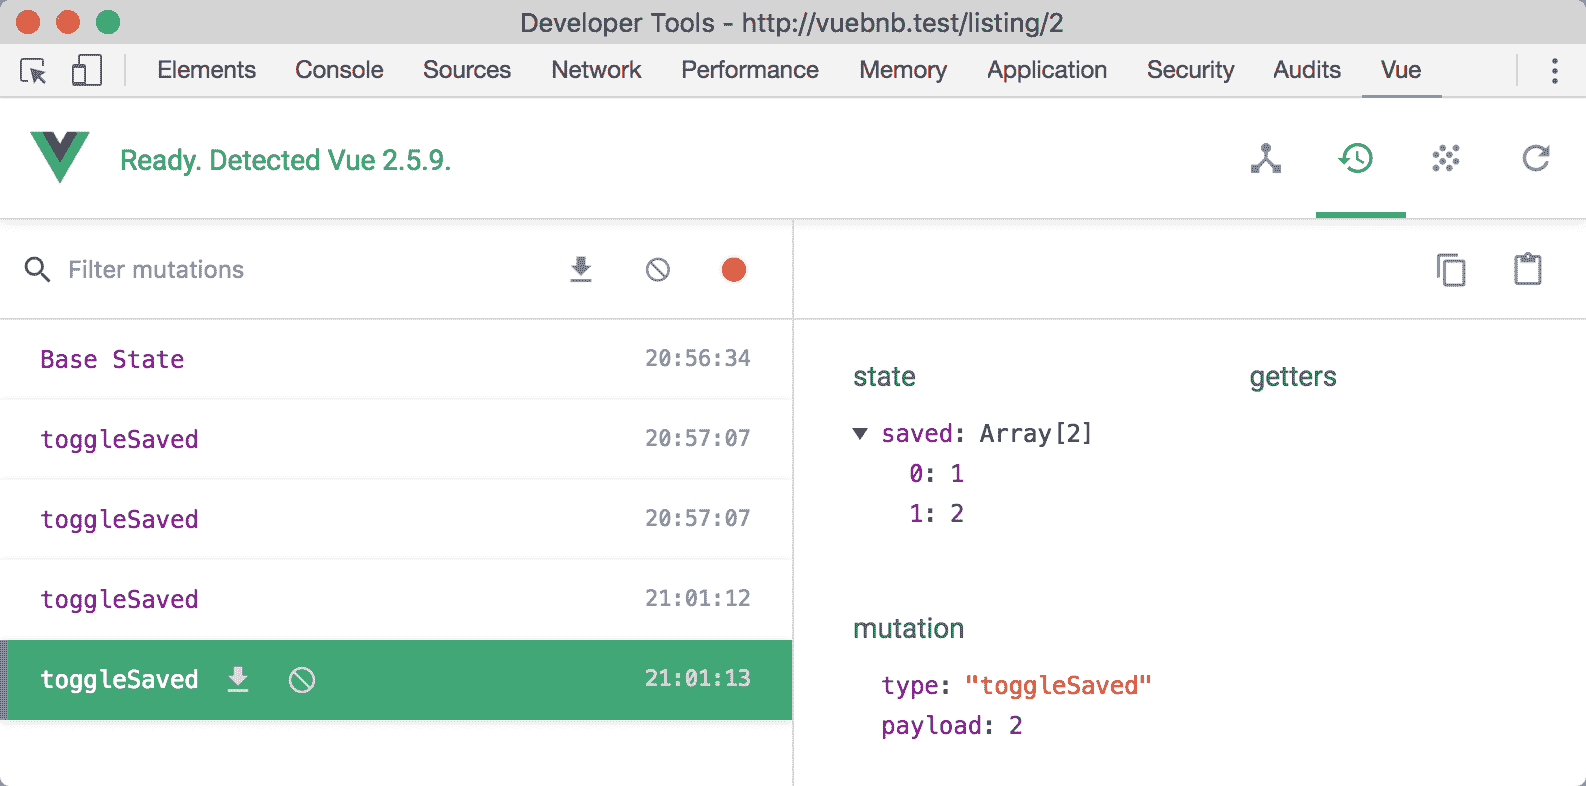 Developer Tools - http://vuebnb.test/listing/2
Elements Console Sources Network Performance Memory Application Security Audits Vue
Ready. Detected Vue 2.5.9.
Filter mutations
Base State 20:56:34
toggleSaved 20:57:07
toggleSaved 20:57:07
toggleSaved 21:01:12
toggleSaved 21:01:13
state getters
saved: Array[2]
0: 1
1: 2
mutation
type: "toggleSaved"
payload: 2